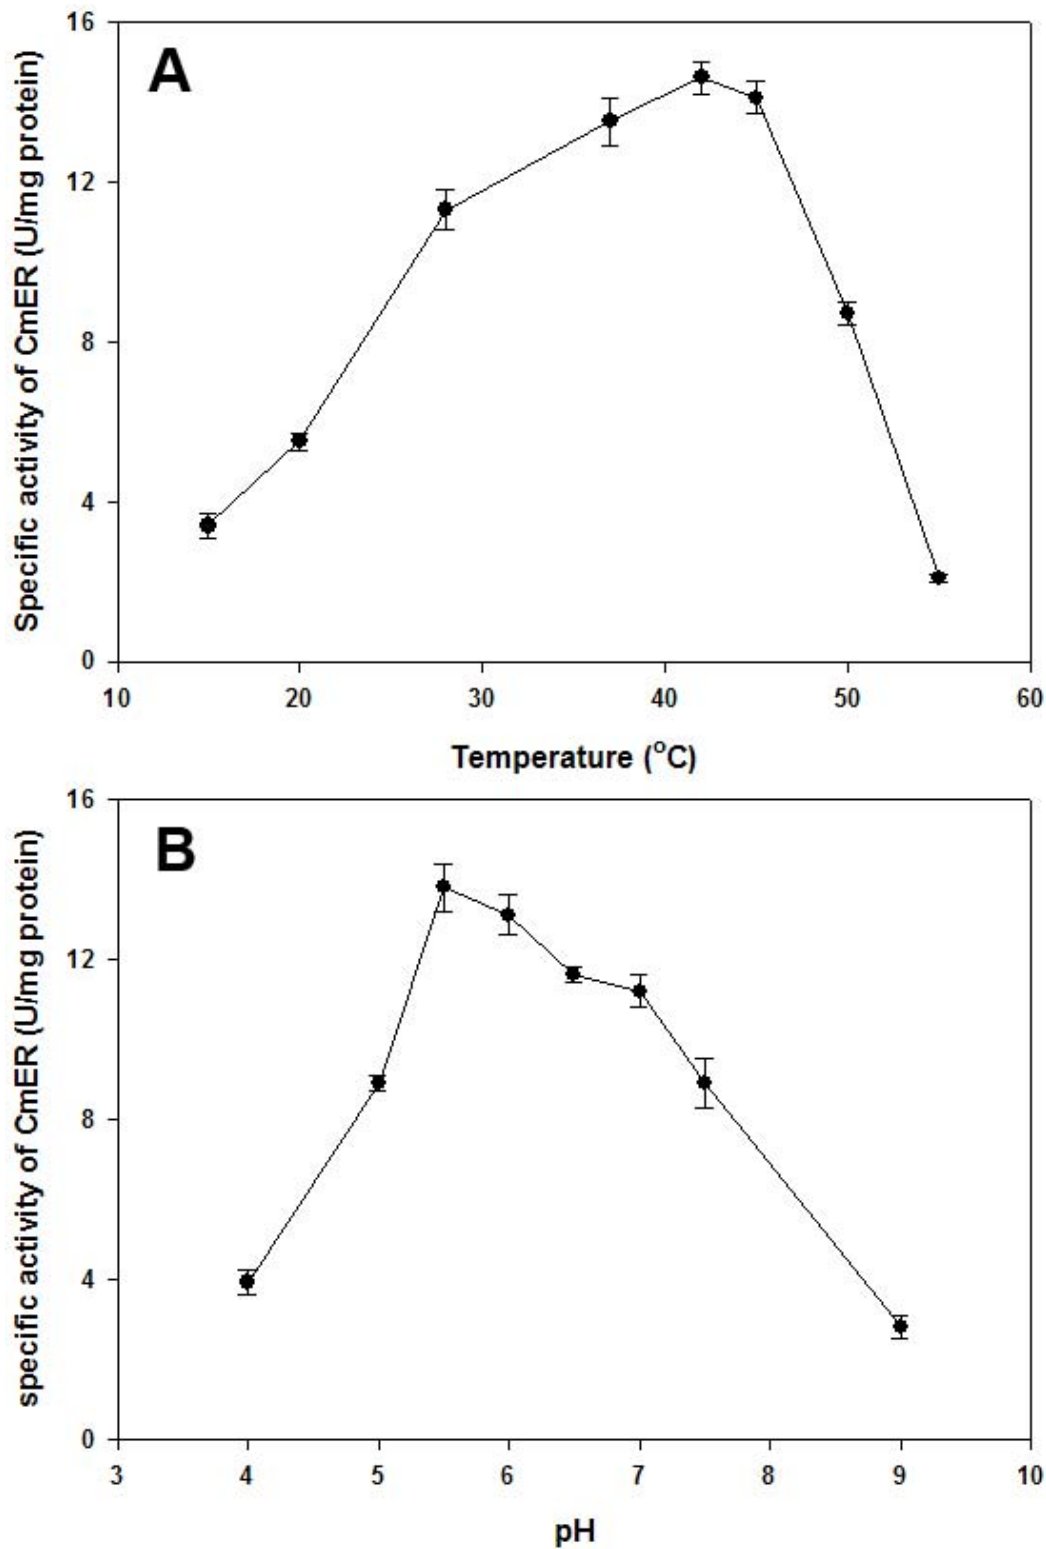 A
Specific activity of CmER (U/mg protein)
16
12
8
4
0
10 20 30 40 50 60
Temperature (°C)
B
specific activity of CmER (U/mg protein)
16
12
8
4
0
3 4 5 6 7 8 9 10
pH